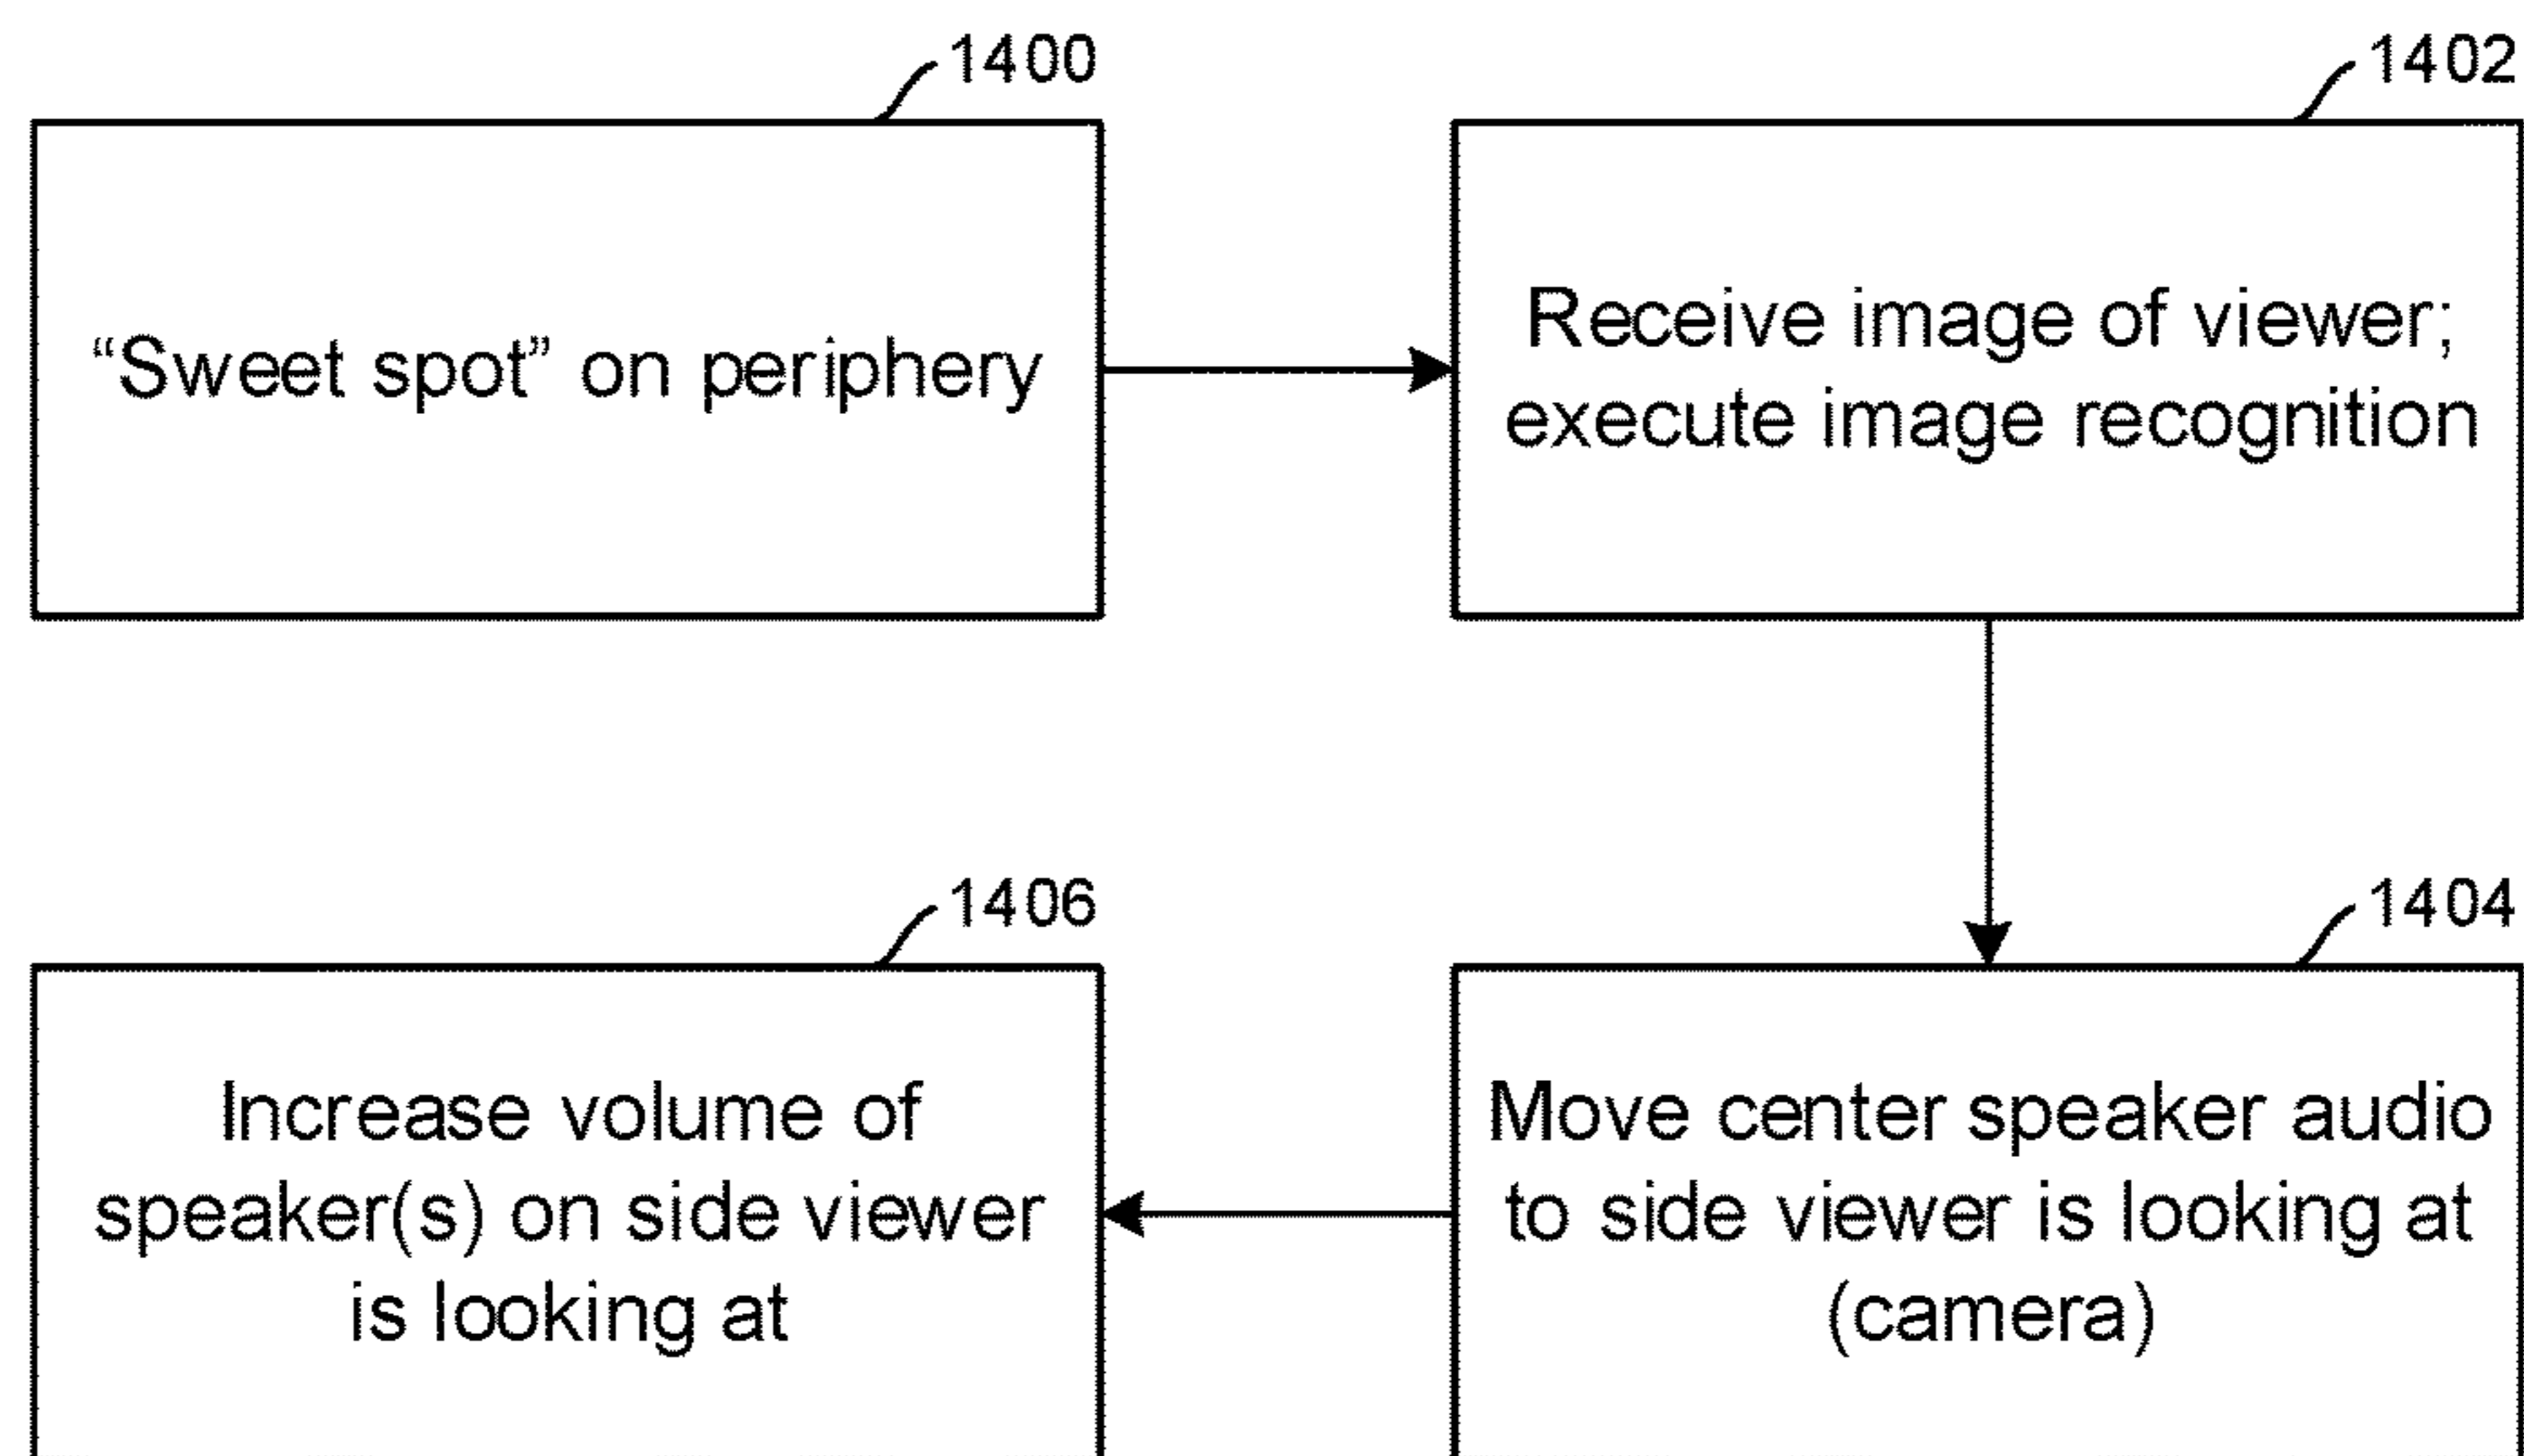 1400
“Sweet spot” on periphery
1402
Receive image of viewer;
execute image recognition
1404
Move center speaker audio
to side viewer is looking at
(camera)
1406
Increase volume of
speaker(s) on side viewer
is looking at